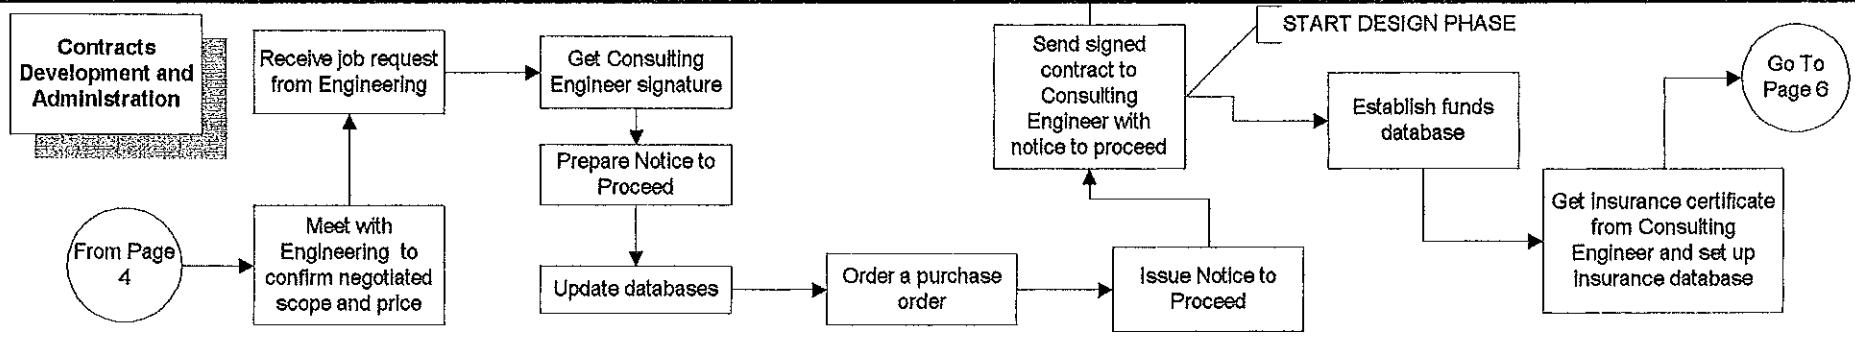 Contracts
Development and
Administration
From Page
4
Meet with
Engineering to
confirm negotiated
scope and price
Receive job request
from Engineering
Get Consulting
Engineer signature
Prepare Notice to
Proceed
Update databases
Order a purchase
order
Issue Notice to
Proceed
Send signed
contract to
Consulting
Engineer with
notice to proceed
START DESIGN PHASE
Establish funds
database
Get insurance certificate
from Consulting
Engineer and set up
insurance database
Go To
Page 6